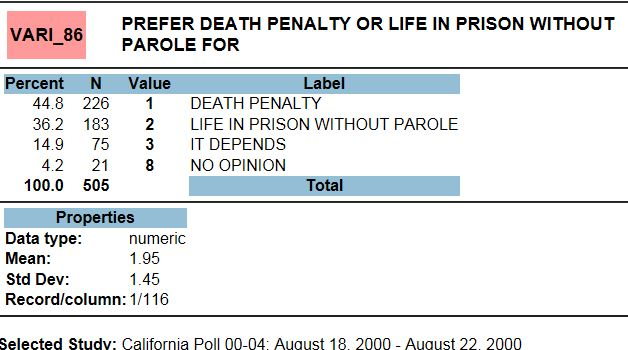 VARI_86 PREFER DEATH PENALTY OR LIFE IN PRISON WITHOUT
PAROLE FOR
Percent N Value Label
44.8 226 1 DEATH PENALTY
36.2 183 2 LIFE IN PRISON WITHOUT PAROLE
14.9 75 3 IT DEPENDS
4.2 21 8 NO OPINION
100.0 505 Total
Properties
Data type: numeric
Mean: 1.95
Std Dev: 1.45
Record/column: 1/116
Selected Study: California Poll 00-04: August 18, 2000 - August 22, 2000